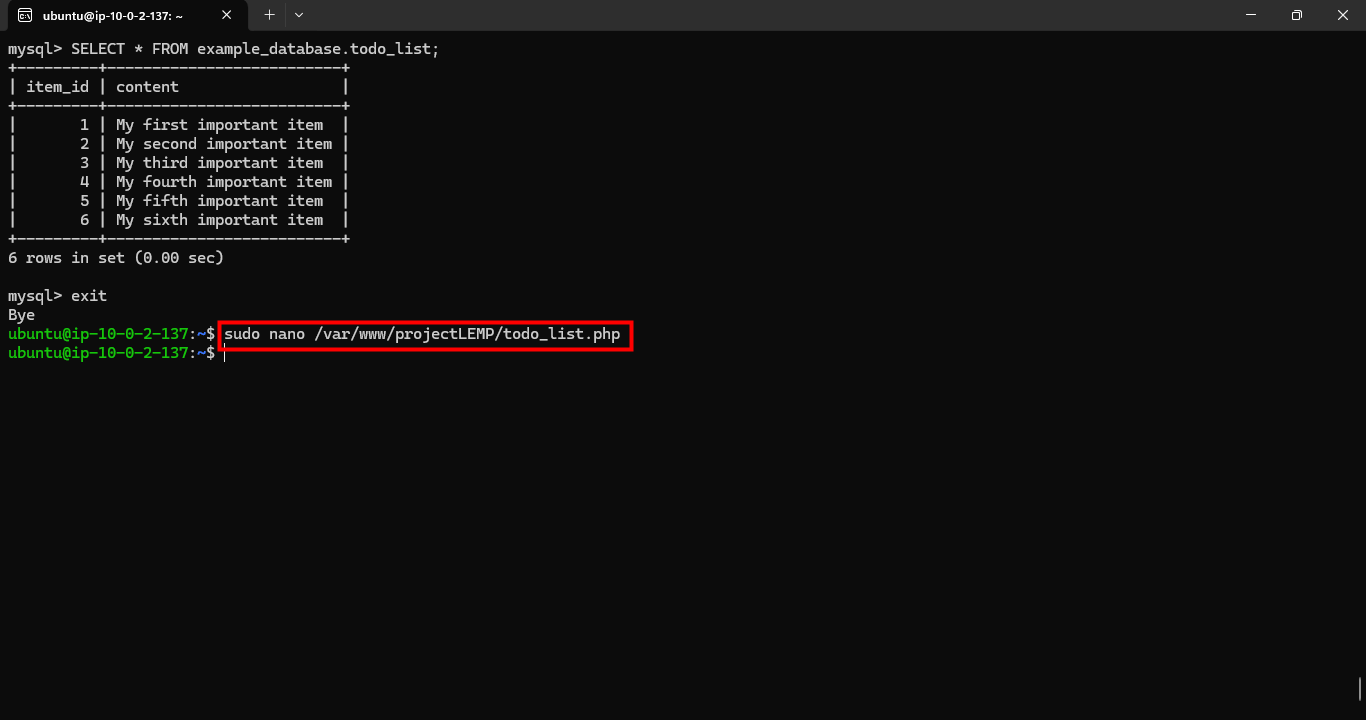 ubuntu@ip-10-0-2-137: ~
mysql> SELECT * FROM example_database.todo_list;
+---------+--------------------------+
| item_id | content                  |
+---------+--------------------------+
|       1 | My first important item  |
|       2 | My second important item |
|       3 | My third important item  |
|       4 | My fourth important item |
|       5 | My fifth important item  |
|       6 | My sixth important item  |
+---------+--------------------------+
6 rows in set (0.00 sec)
mysql> exit
Bye
ubuntu@ip-10-0-2-137:~$ sudo nano /var/www/projectLEMP/todo_list.php
ubuntu@ip-10-0-2-137:~$